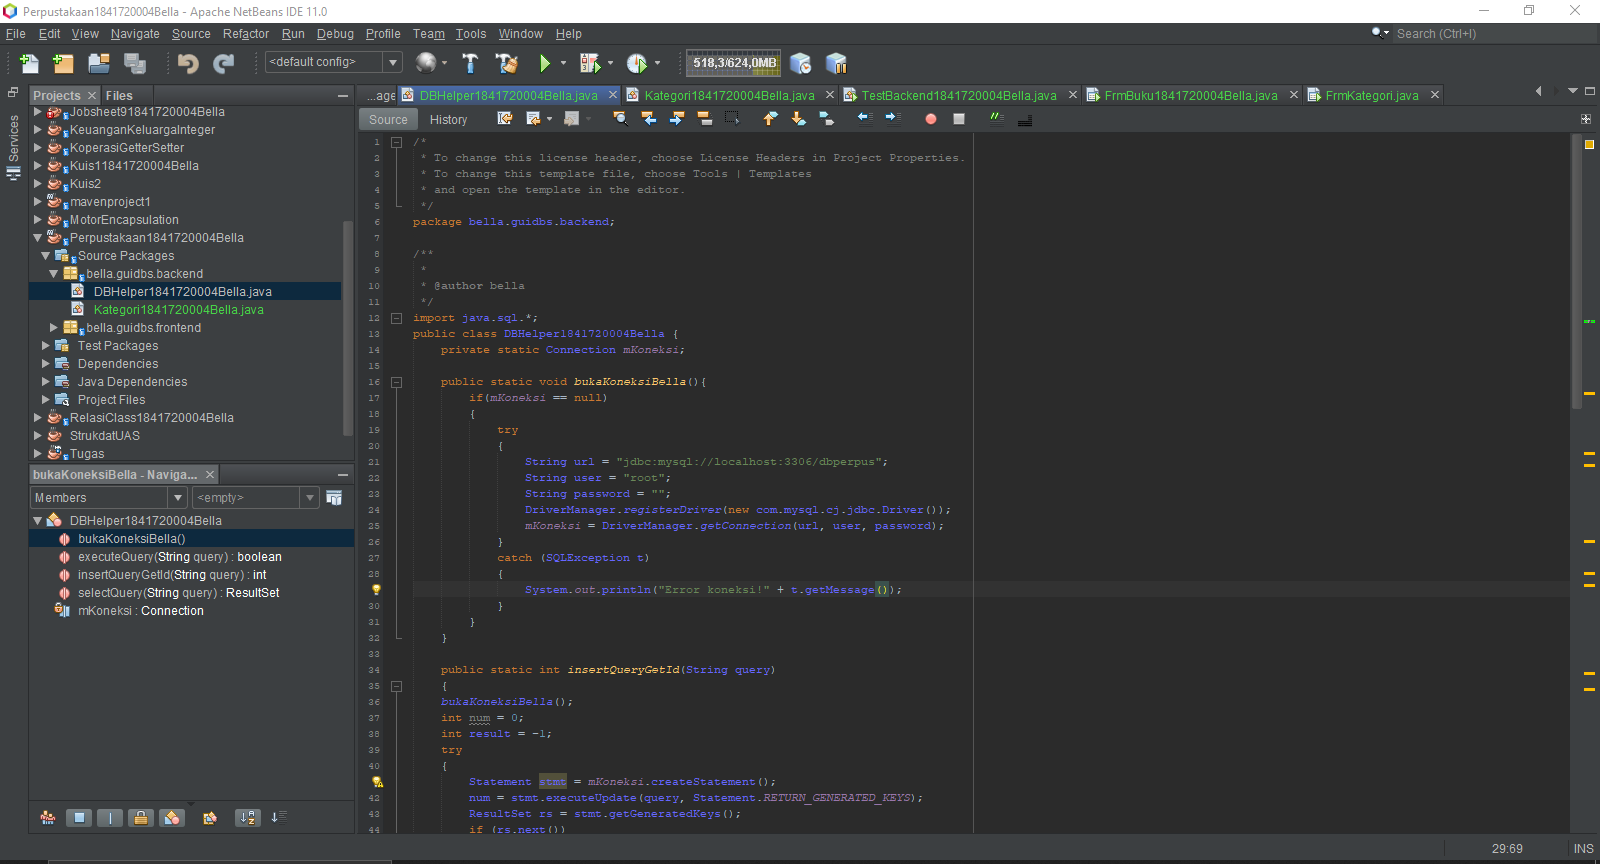 Perpustakaan1841720004Bella - Apache NetBeans IDE 11.0
File Edit View Navigate Source Refactor Run Debug Profile Team Tools Window Help
Search (Ctrl+I)
<default config>
518,3/624,0MB
Services
Projects Files
Jobsheet91841720004Bella
KeuanganKeluargaInteger
KoperasiGetterSetter
Kuis11841720004Bella
Kuis2
mavenproject1
MotorEncapsulation
Perpustakaan1841720004Bella
Source Packages
bella.guidbs.backend
DBHelper1841720004Bella.java
Kategori1841720004Bella.java
bella.guidbs.frontend
Test Packages
Dependencies
Java Dependencies
Project Files
RelasiClass1841720004Bella
StrukdatUAS
Tugas
bukaKoneksiBella - Naviga...
Members <empty>
DBHelper1841720004Bella
bukaKoneksiBella()
executeQuery(String query) : boolean
insertQueryGetId(String query) : int
selectQuery(String query) : ResultSet
mKoneksi : Connection
...age DBHelper1841720004Bella.java Kategori1841720004Bella.java TestBackend1841720004Bella.java FrmBuku1841720004Bella.java FrmKategori.java
Source History
1 /*
2 * To change this license header, choose License Headers in Project Properties.
3 * To change this template file, choose Tools | Templates
4 * and open the template in the editor.
5 */
6 package bella.guidbs.backend;
7
8 /**
9 *
10 * @author bella
11 */
12 import java.sql.*;
13 public class DBHelper1841720004Bella {
14 private static Connection mKoneksi;
15
16 public static void bukaKoneksiBella(){
17 if(mKoneksi == null)
18 {
19 try
20 {
21 String url = "jdbc:mysql://localhost:3306/dbperpus";
22 String user = "root";
23 String password = "";
24 DriverManager.registerDriver(new com.mysql.cj.jdbc.Driver());
25 mKoneksi = DriverManager.getConnection(url, user, password);
26 }
27 catch (SQLException t)
28 {
System.out.println("Error koneksi!" + t.getMessage());
30 }
31 }
32 }
33
34 public static int insertQueryGetId(String query)
35 {
36 bukaKoneksiBella();
37 int num = 0;
38 int result = -1;
39 try
40 {
Statement stmt = mKoneksi.createStatement();
42 num = stmt.executeUpdate(query, Statement.RETURN_GENERATED_KEYS);
43 ResultSet rs = stmt.getGeneratedKeys();
44 if (rs.next())
29:69 INS